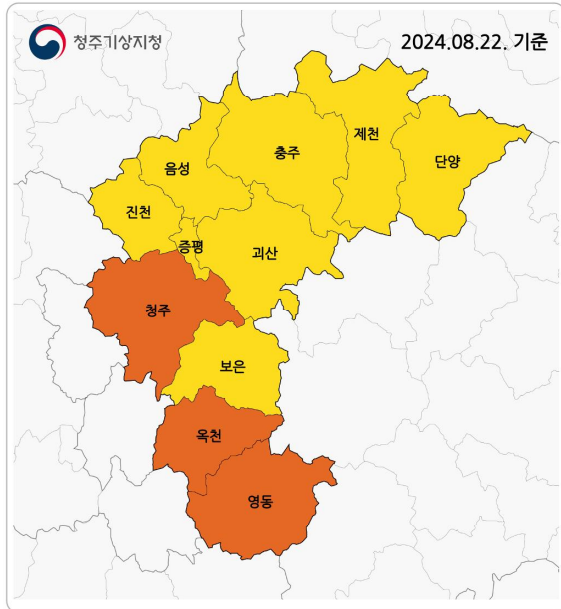 청주기상지청
2024.08.22. 기준
제천
충주
단양
음성
진천
증평
괴산
청주
보은
옥천
영동